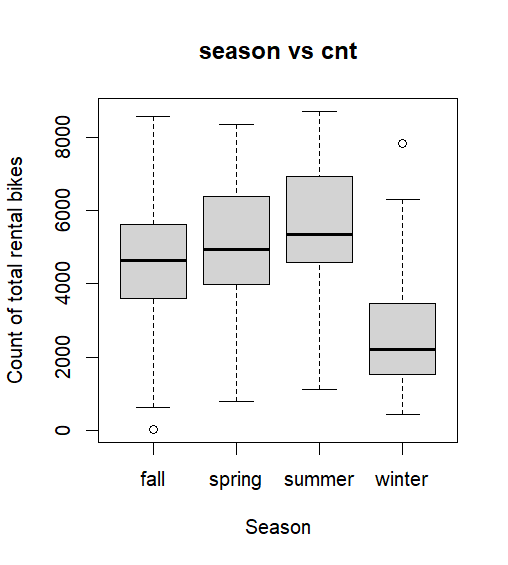 season vs cnt
Count of total rental bikes
8000
6000
4000
2000
0
fall spring summer winter
Season